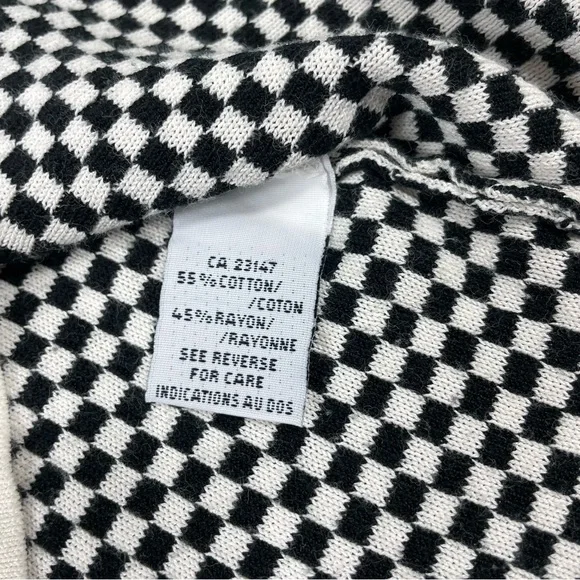 CA 23147
55%COTTON/
/COTON
45%RAYON/
/RAYONNE
SEE REVERSE
FOR CARE
INDICATIONS AU DOS